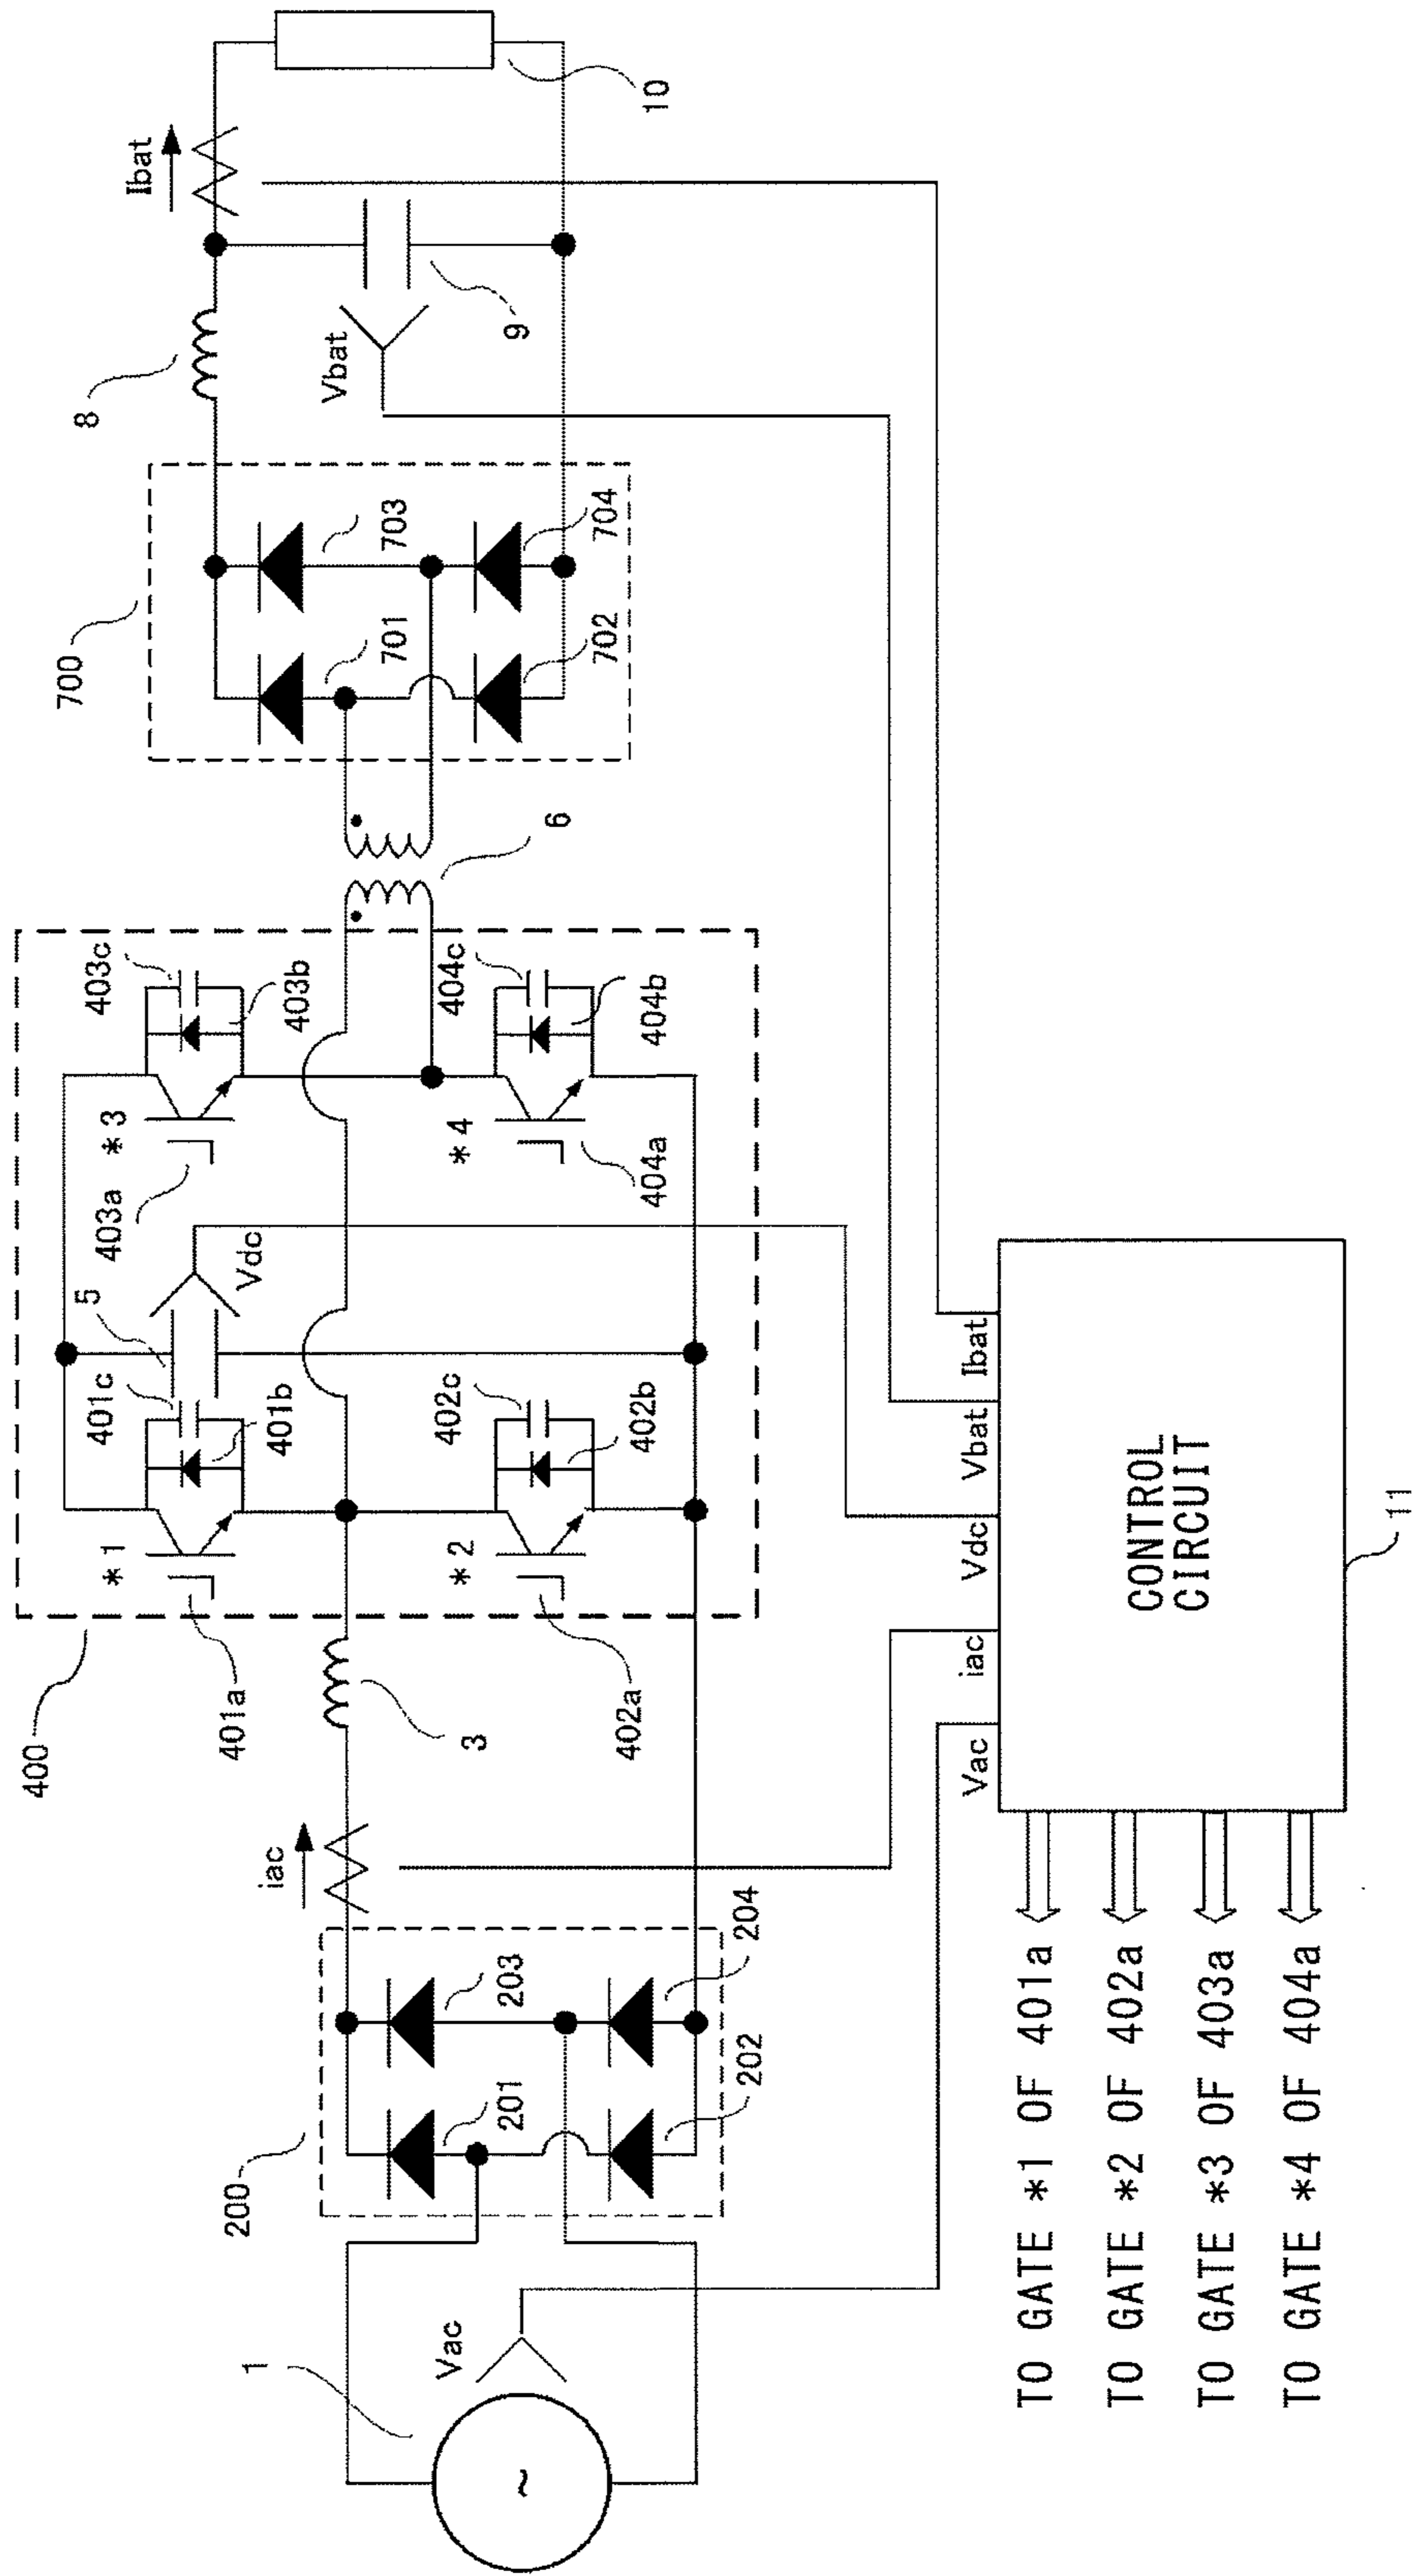 400
401a
*1
401c
401b
5
Vdc
403a
*3
403c
403b
700
701
703
8
Ibat
Vbat
9
10
1
Vac
200
201
203
202
204
iac
3
402a
*2
402c
402b
404a
*4
404c
404b
6
702
704
Vac
iac
Vdc
Vbat
Ibat
CONTROL
CIRCUIT
11
TO GATE *1 OF 401a
TO GATE *2 OF 402a
TO GATE *3 OF 403a
TO GATE *4 OF 404a
~